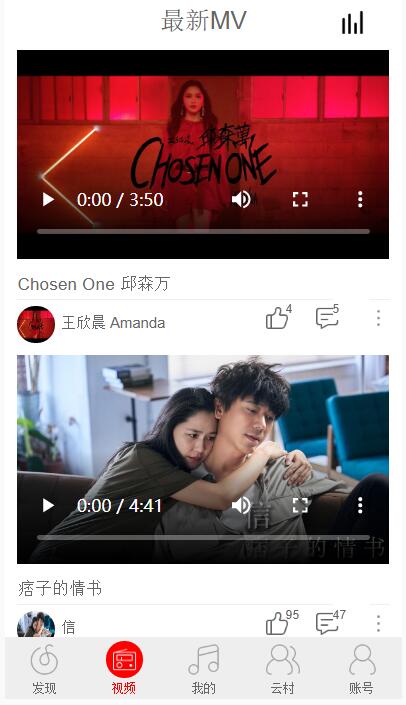 最新MV
邱森萬
CHOSEN ONE
0:00 / 3:50
Chosen One 邱森万
4
5
王欣晨 Amanda
信
痞子的情书
0:00 / 4:41
痞子的情书
95
47
信
发现
视频
我的
云村
账号